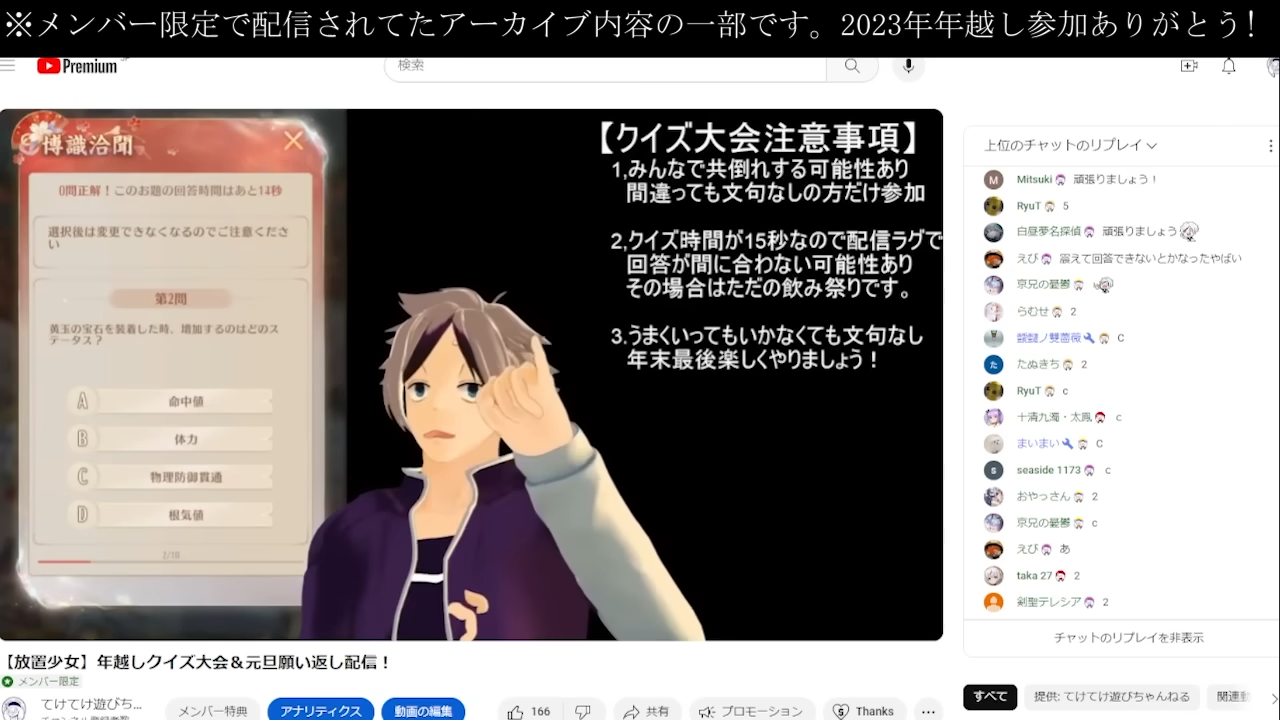 ※メンバー限定で配信されてたアーカイブ内容の一部です。2023年年越し参加ありがとう!
Premium
検索
博識洽聞
0問正解!このお題の回答時間はあと14秒
選択後は変更できなくなるのでご注意くださ
い
第2問
黄玉の宝石を装着した時、増加するのはどのス
テータス?
A 命中値
B 体力
C 物理防御貫通
D 根気値
2/10
【クイズ大会注意事項】
1,みんなで共倒れする可能性あり
間違っても文句なしの方だけ参加
2,クイズ時間が15秒なので配信ラグで
回答が間に合わない可能性あり
その場合はただの飲み祭りです。
3.うまくいってもいかなくても文句なし
年末最後楽しくやりましょう!
上位のチャットのリプレイ
M Mitsuki 頑張りましょう!
RyuT 5
白昼夢名探偵 頑張りましょう
えび 震えて回答できないとかなったやばい
京兄の憂鬱
らむせ 2
ノ雙薔薇 C
た たぬきち 2
RyuT c
十清九濁・太鳳 c
まいまい C
s seaside 1173 c
おやっさん 2
京兄の憂鬱 c
えび あ
taka 27 2
剣聖テレシア 2
チャットのリプレイを非表示
【放置少女】年越しクイズ大会&元旦願い返し配信!
メンバー限定
てけてけ遊びち...
メンバー特典
アナリティクス
動画の編集
166
共有
プロモーション
Thanks
すべて
提供: てけてけ遊びちゃんねる
関連動